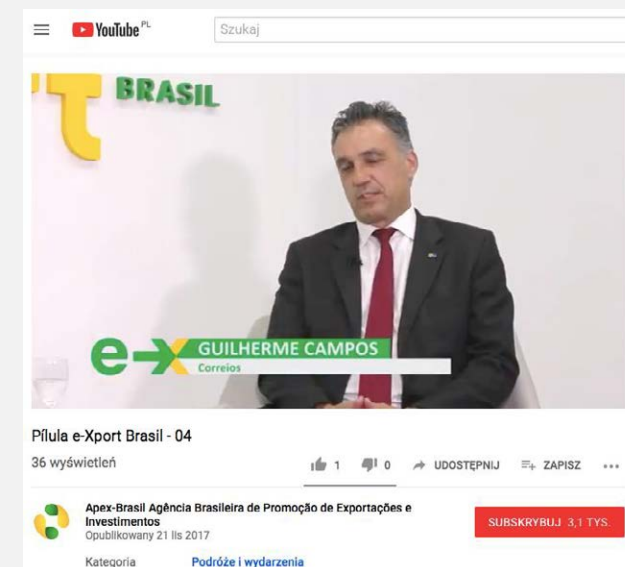 YouTube PL
Szukaj
BRASIL
GUILHERME CAMPOS
Correios
Pílula e-Xport Brasil - 04
36 wyświetleń
1 0 UDOSTĘPNIJ ZAPISZ
Apex-Brasil Agência Brasileira de Promoção de Exportações e
Investimentos
Opublikowany 21 lis 2017
SUBSKRYBUJ 3,1 TYS.
Kategoria Podróże i wydarzenia